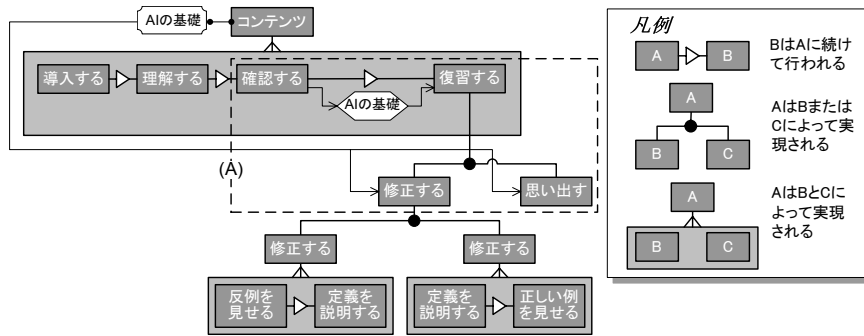 AIの基礎
コンテンツ
導入する
理解する
確認する
復習する
AIの基礎
(A)
修正する
思い出す
修正する
修正する
反例を
見せる
定義を
説明する
定義を
説明する
正しい例
を見せる
凡例
A
B
BはAに続け
て行われる
A
B
C
AはBまたは
Cによって実
現される
A
B
C
AはBとCに
よって実現
される